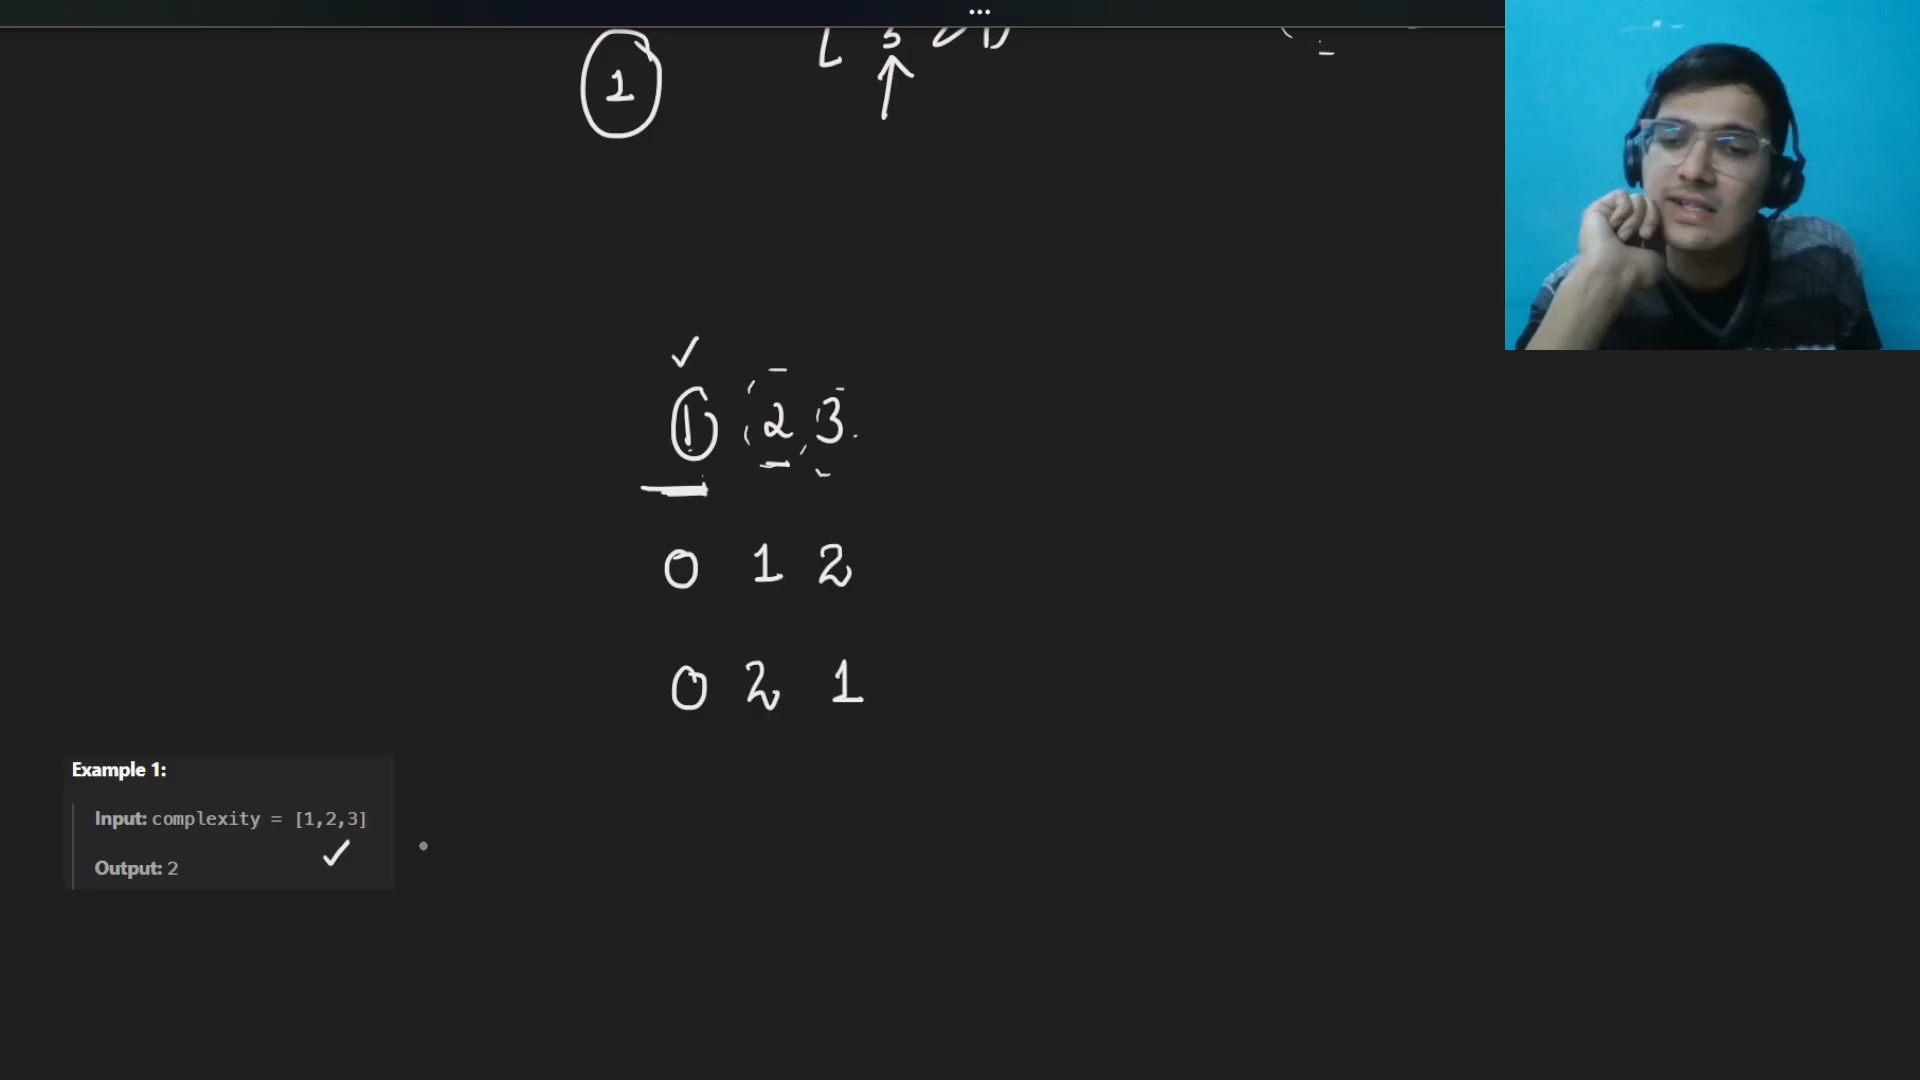 ...
1
1 2 3
0 1 2
0 2 1
Example 1:
Input: complexity = [1,2,3]
Output: 2